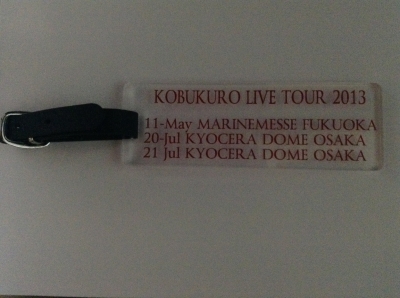 KOBUKURO LIVE TOUR 2013
11-May MARINEMESSE FUKUOKA
20-Jul KYOCERA DOME OSAKA
21 Jul KYOCERA DOME OSAKA